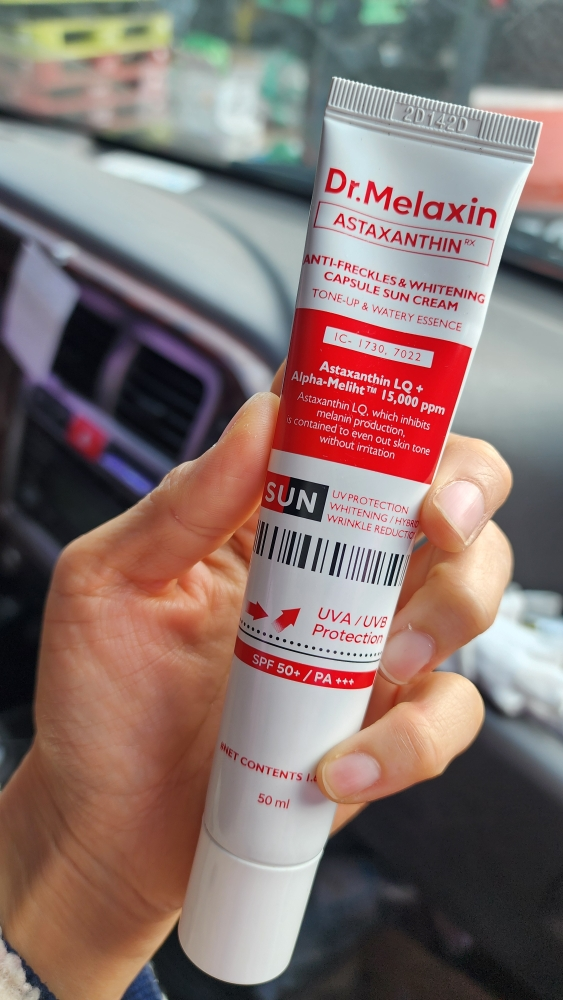 2D142D
Dr.Melaxin
ASTAXANTHIN RX
ANTI-FRECKLES & WHITENING
CAPSULE SUN CREAM
TONE-UP & WATERY ESSENCE
IC- 1730, 7022
Astaxanthin LQ +
Alpha-Meliht™ 15,000 ppm
Astaxanthin LQ, which inhibits
melanin production,
is contained to even out skin tone
without irritation
SUN
UV PROTECTION
WHITENING / HYBRID
WRINKLE REDUCTION
UVA / UVB
Protection
SPF 50+ / PA +++
NET CONTENTS
50 ml